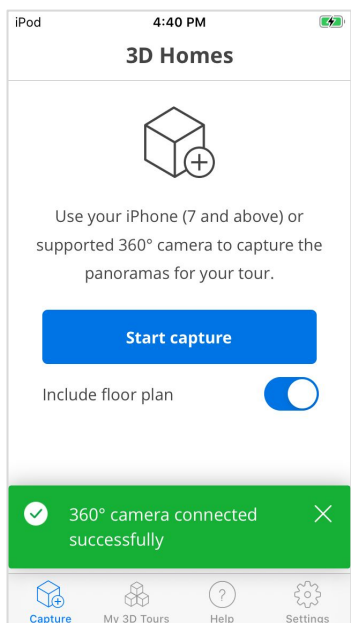 iPod 4:40 PM
3D Homes
Use your iPhone (7 and above) or
supported 360° camera to capture the
panoramas for your tour.
Start capture
Include floor plan
360° camera connected
successfully
Capture My 3D Tours Help Settings